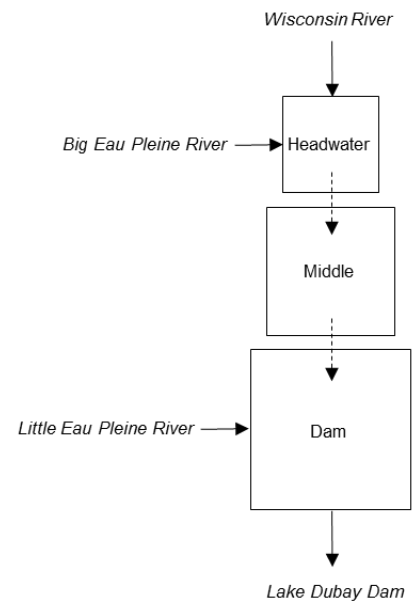 Wisconsin River
Big Eau Pleine River
Headwater
Middle
Little Eau Pleine River
Dam
Lake Dubay Dam